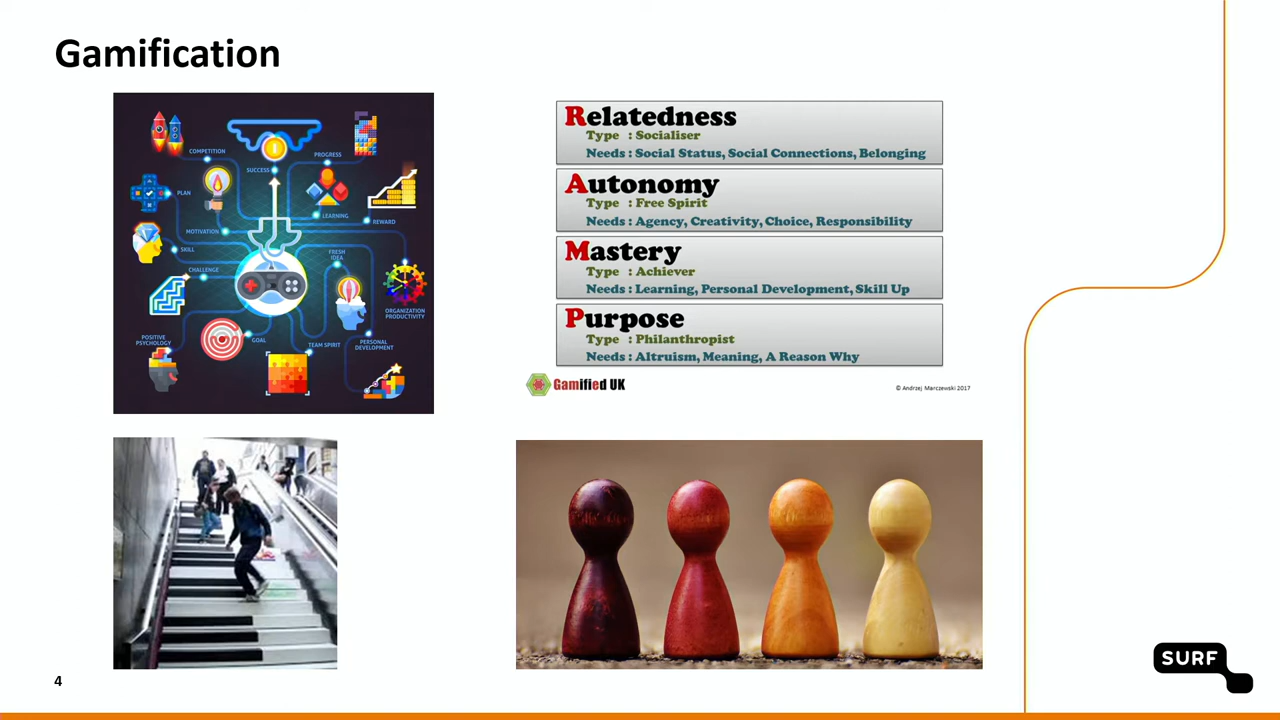 Gamification
COMPETITION
PROGRESS
SUCCESS
PLAN
LEARNING
REWARD
MOTIVATION
SKILL
FRESH
IDEA
CHALLENGE
ORGANIZATION
PRODUCTIVITY
POSITIVE
PSYCHOLOGY
GOAL
TEAM SPIRIT
PERSONAL
DEVELOPMENT
Relatedness
Type : Socialiser
Needs : Social Status, Social Connections, Belonging
Autonomy
Type : Free Spirit
Needs : Agency, Creativity, Choice, Responsibility
Mastery
Type : Achiever
Needs : Learning, Personal Development, Skill Up
Purpose
Type : Philanthropist
Needs : Altruism, Meaning, A Reason Why
Gamified UK
© Andrzej Marczewski 2017
SURF
4